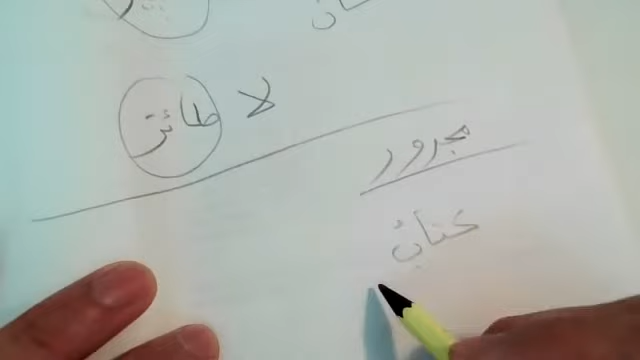 لا طائر
مجرور
كتابٌ